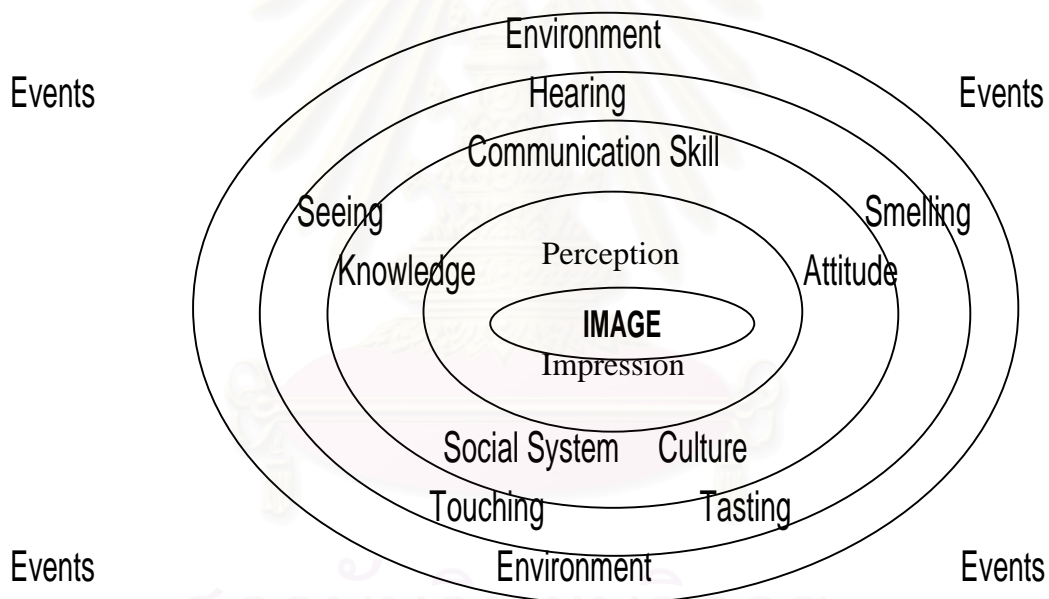 Environment
Events Events
Hearing
Communication Skill
Seeing Smelling
Perception
Knowledge Attitude
IMAGE
Impression
Social System Culture
Touching Tasting
Events Environment Events